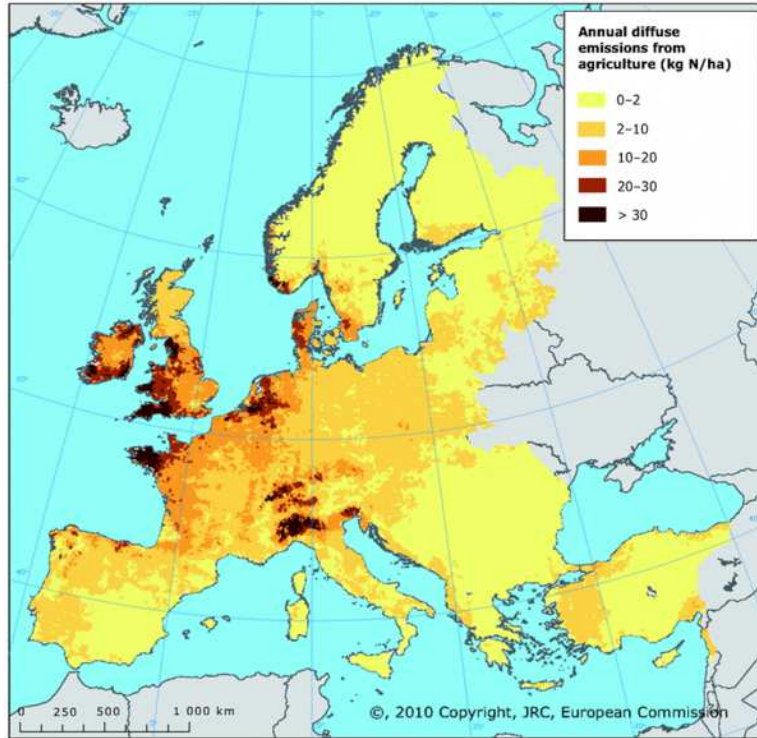 Annual diffuse
emissions from
agriculture (kg N/ha)
0–2
2–10
10–20
20–30
> 30
0 250 500 1 000 km
©, 2010 Copyright, JRC, European Commission